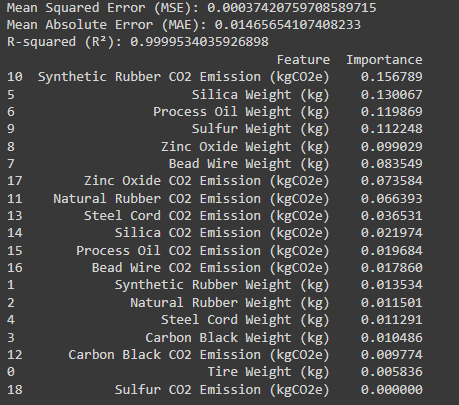 Mean Squared Error (MSE): 0.00037420759708589715
Mean Absolute Error (MAE): 0.01465654107408233
R-squared (R²): 0.9999534035926898
Feature Importance
10 Synthetic Rubber CO2 Emission (kgCO2e) 0.156789
5 Silica Weight (kg) 0.130067
6 Process Oil Weight (kg) 0.119869
9 Sulfur Weight (kg) 0.112248
8 Zinc Oxide Weight (kg) 0.099029
7 Bead Wire Weight (kg) 0.083549
17 Zinc Oxide CO2 Emission (kgCO2e) 0.073584
11 Natural Rubber CO2 Emission (kgCO2e) 0.066393
13 Steel Cord CO2 Emission (kgCO2e) 0.036531
14 Silica CO2 Emission (kgCO2e) 0.021974
15 Process Oil CO2 Emission (kgCO2e) 0.019684
16 Bead Wire CO2 Emission (kgCO2e) 0.017860
1 Synthetic Rubber Weight (kg) 0.013534
2 Natural Rubber Weight (kg) 0.011501
4 Steel Cord Weight (kg) 0.011291
3 Carbon Black Weight (kg) 0.010486
12 Carbon Black CO2 Emission (kgCO2e) 0.009774
0 Tire Weight (kg) 0.005836
18 Sulfur CO2 Emission (kgCO2e) 0.000000